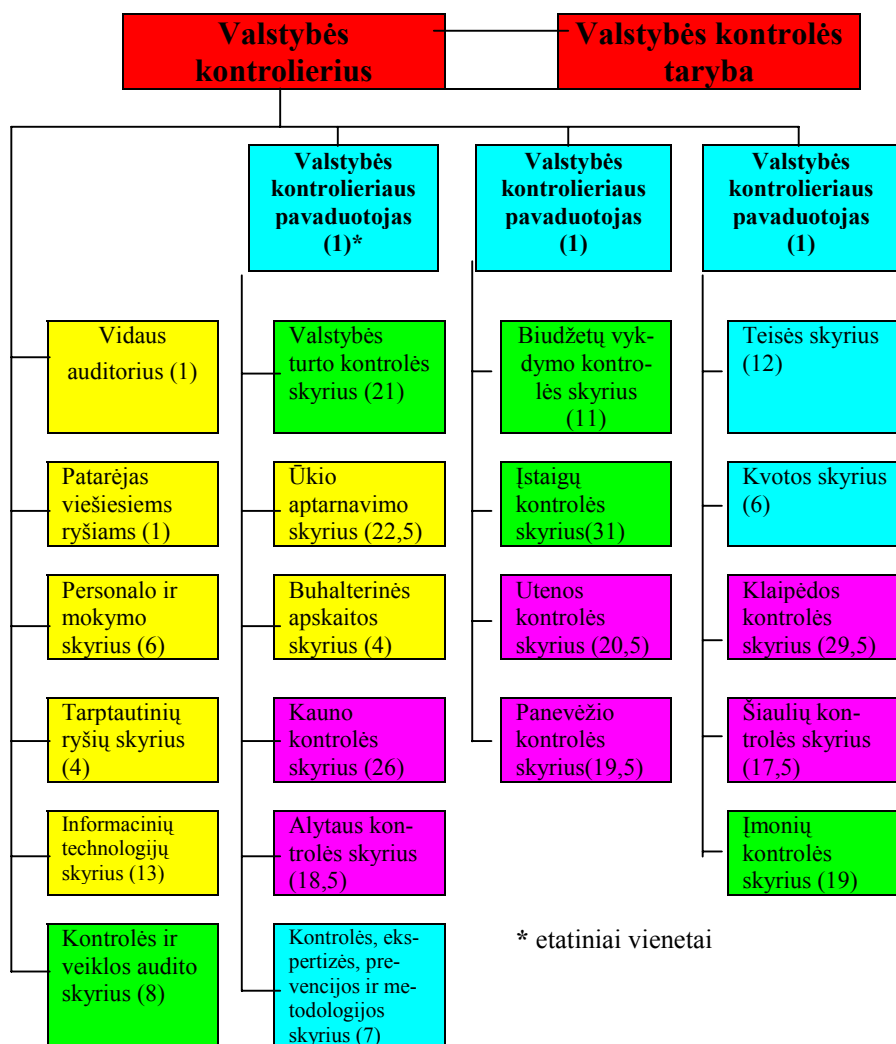 Valstybės
kontrolierius
Valstybės kontrolės
taryba
Valstybės
kontrolieriaus
pavaduotojas
(1)*
Valstybės
kontrolieriaus
pavaduotojas
(1)
Valstybės
kontrolieriaus
pavaduotojas
(1)
Vidaus
auditorius (1)
Valstybės
turto kontrolės
skyrius (21)
Biudžetų vyk-
dymo kontro-
lės skyrius
(11)
Teisės skyrius
(12)
Patarėjas
viešiesiems
ryšiams (1)
Ūkio
aptarnavimo
skyrius (22,5)
Įstaigų
kontrolės
skyrius(31)
Kvotos skyrius
(6)
Personalo ir
mokymo
skyrius (6)
Buhalterinės
apskaitos
skyrius (4)
Utenos
kontrolės
skyrius (20,5)
Klaipėdos
kontrolės
skyrius (29,5)
Tarptautinių
ryšių skyrius
(4)
Kauno
kontrolės
skyrius (26)
Panevėžio
kontrolės
skyrius(19,5)
Šiaulių kon-
trolės skyrius
(17,5)
Informacinių
technologijų
skyrius (13)
Alytaus kon-
trolės skyrius
(18,5)
Įmonių
kontrolės
skyrius (19)
Kontrolės ir
veiklos audito
skyrius (8)
Kontrolės, eks-
pertizės, pre-
vencijos ir me-
todologijos
skyrius (7)
* etatiniai vienetai